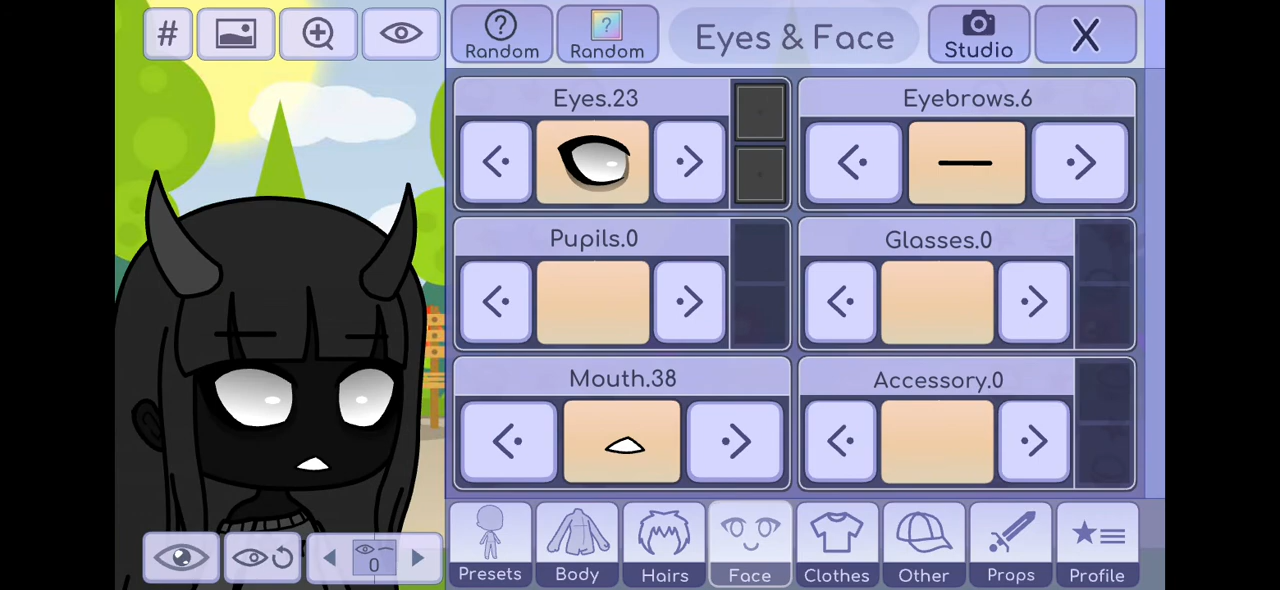 #
?
Random
?
Random
Eyes & Face
Studio
X
Eyes.23
Eyebrows.6
Pupils.0
Glasses.0
Mouth.38
Accessory.0
0
Presets
Body
Hairs
Face
Clothes
Other
Props
Profile